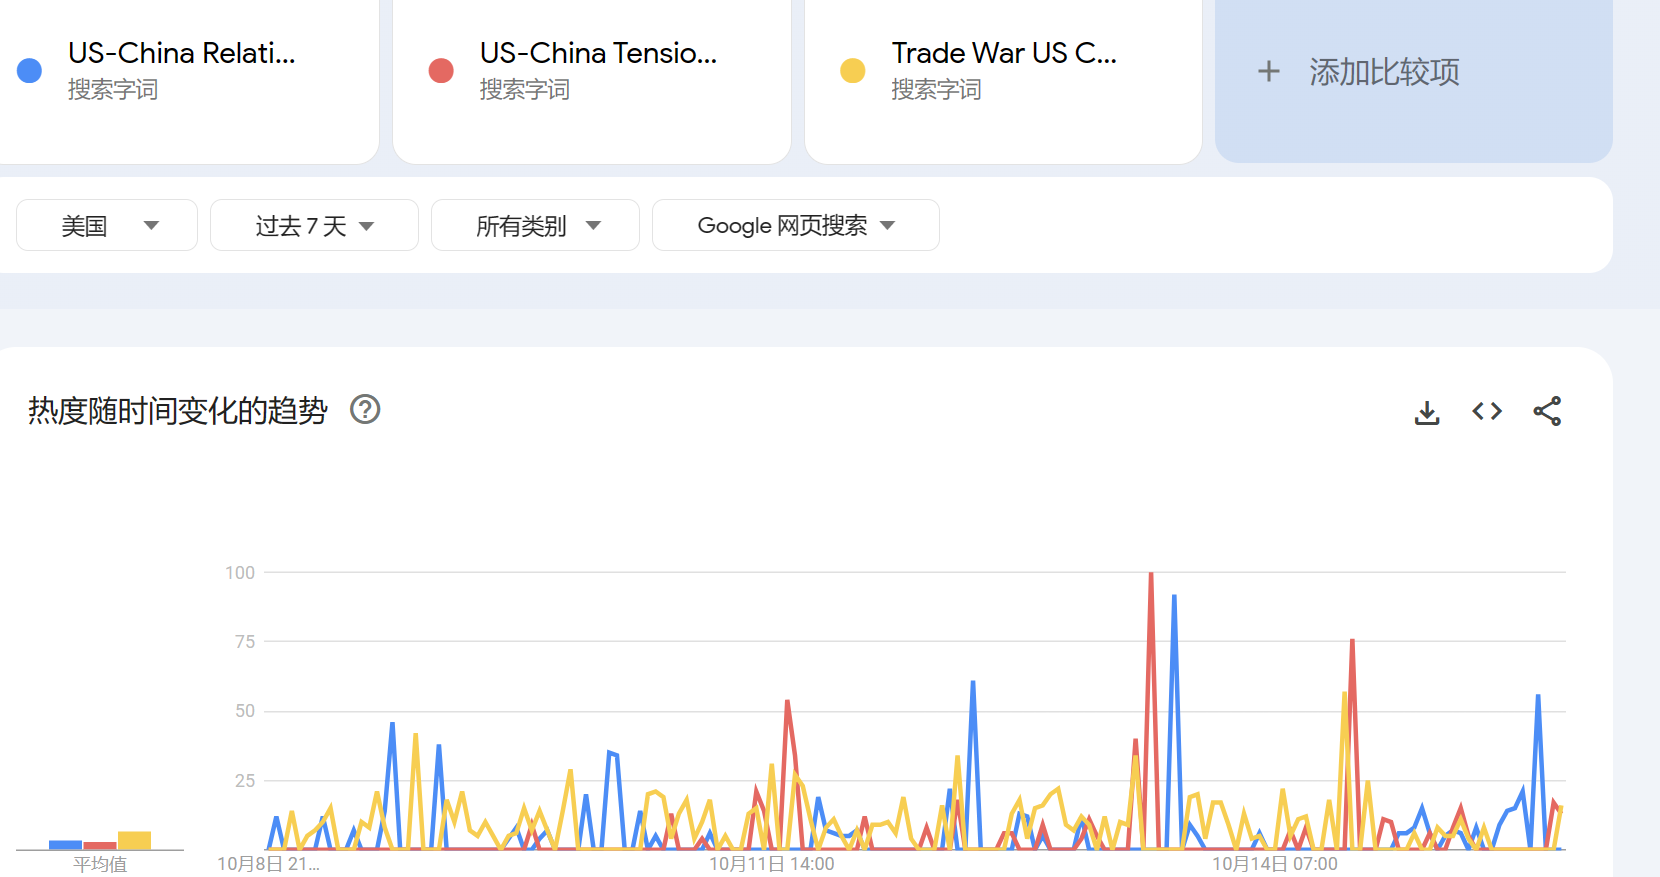 US-China Relati...
搜索字词
US-China Tensio...
搜索字词
Trade War US C...
搜索字词
+ 添加比较项
美国
过去 7 天
所有类别
Google 网页搜索
热度随时间变化的趋势
100
75
50
25
平均值
10月8日 21...
10月11日 14:00
10月14日 07:00